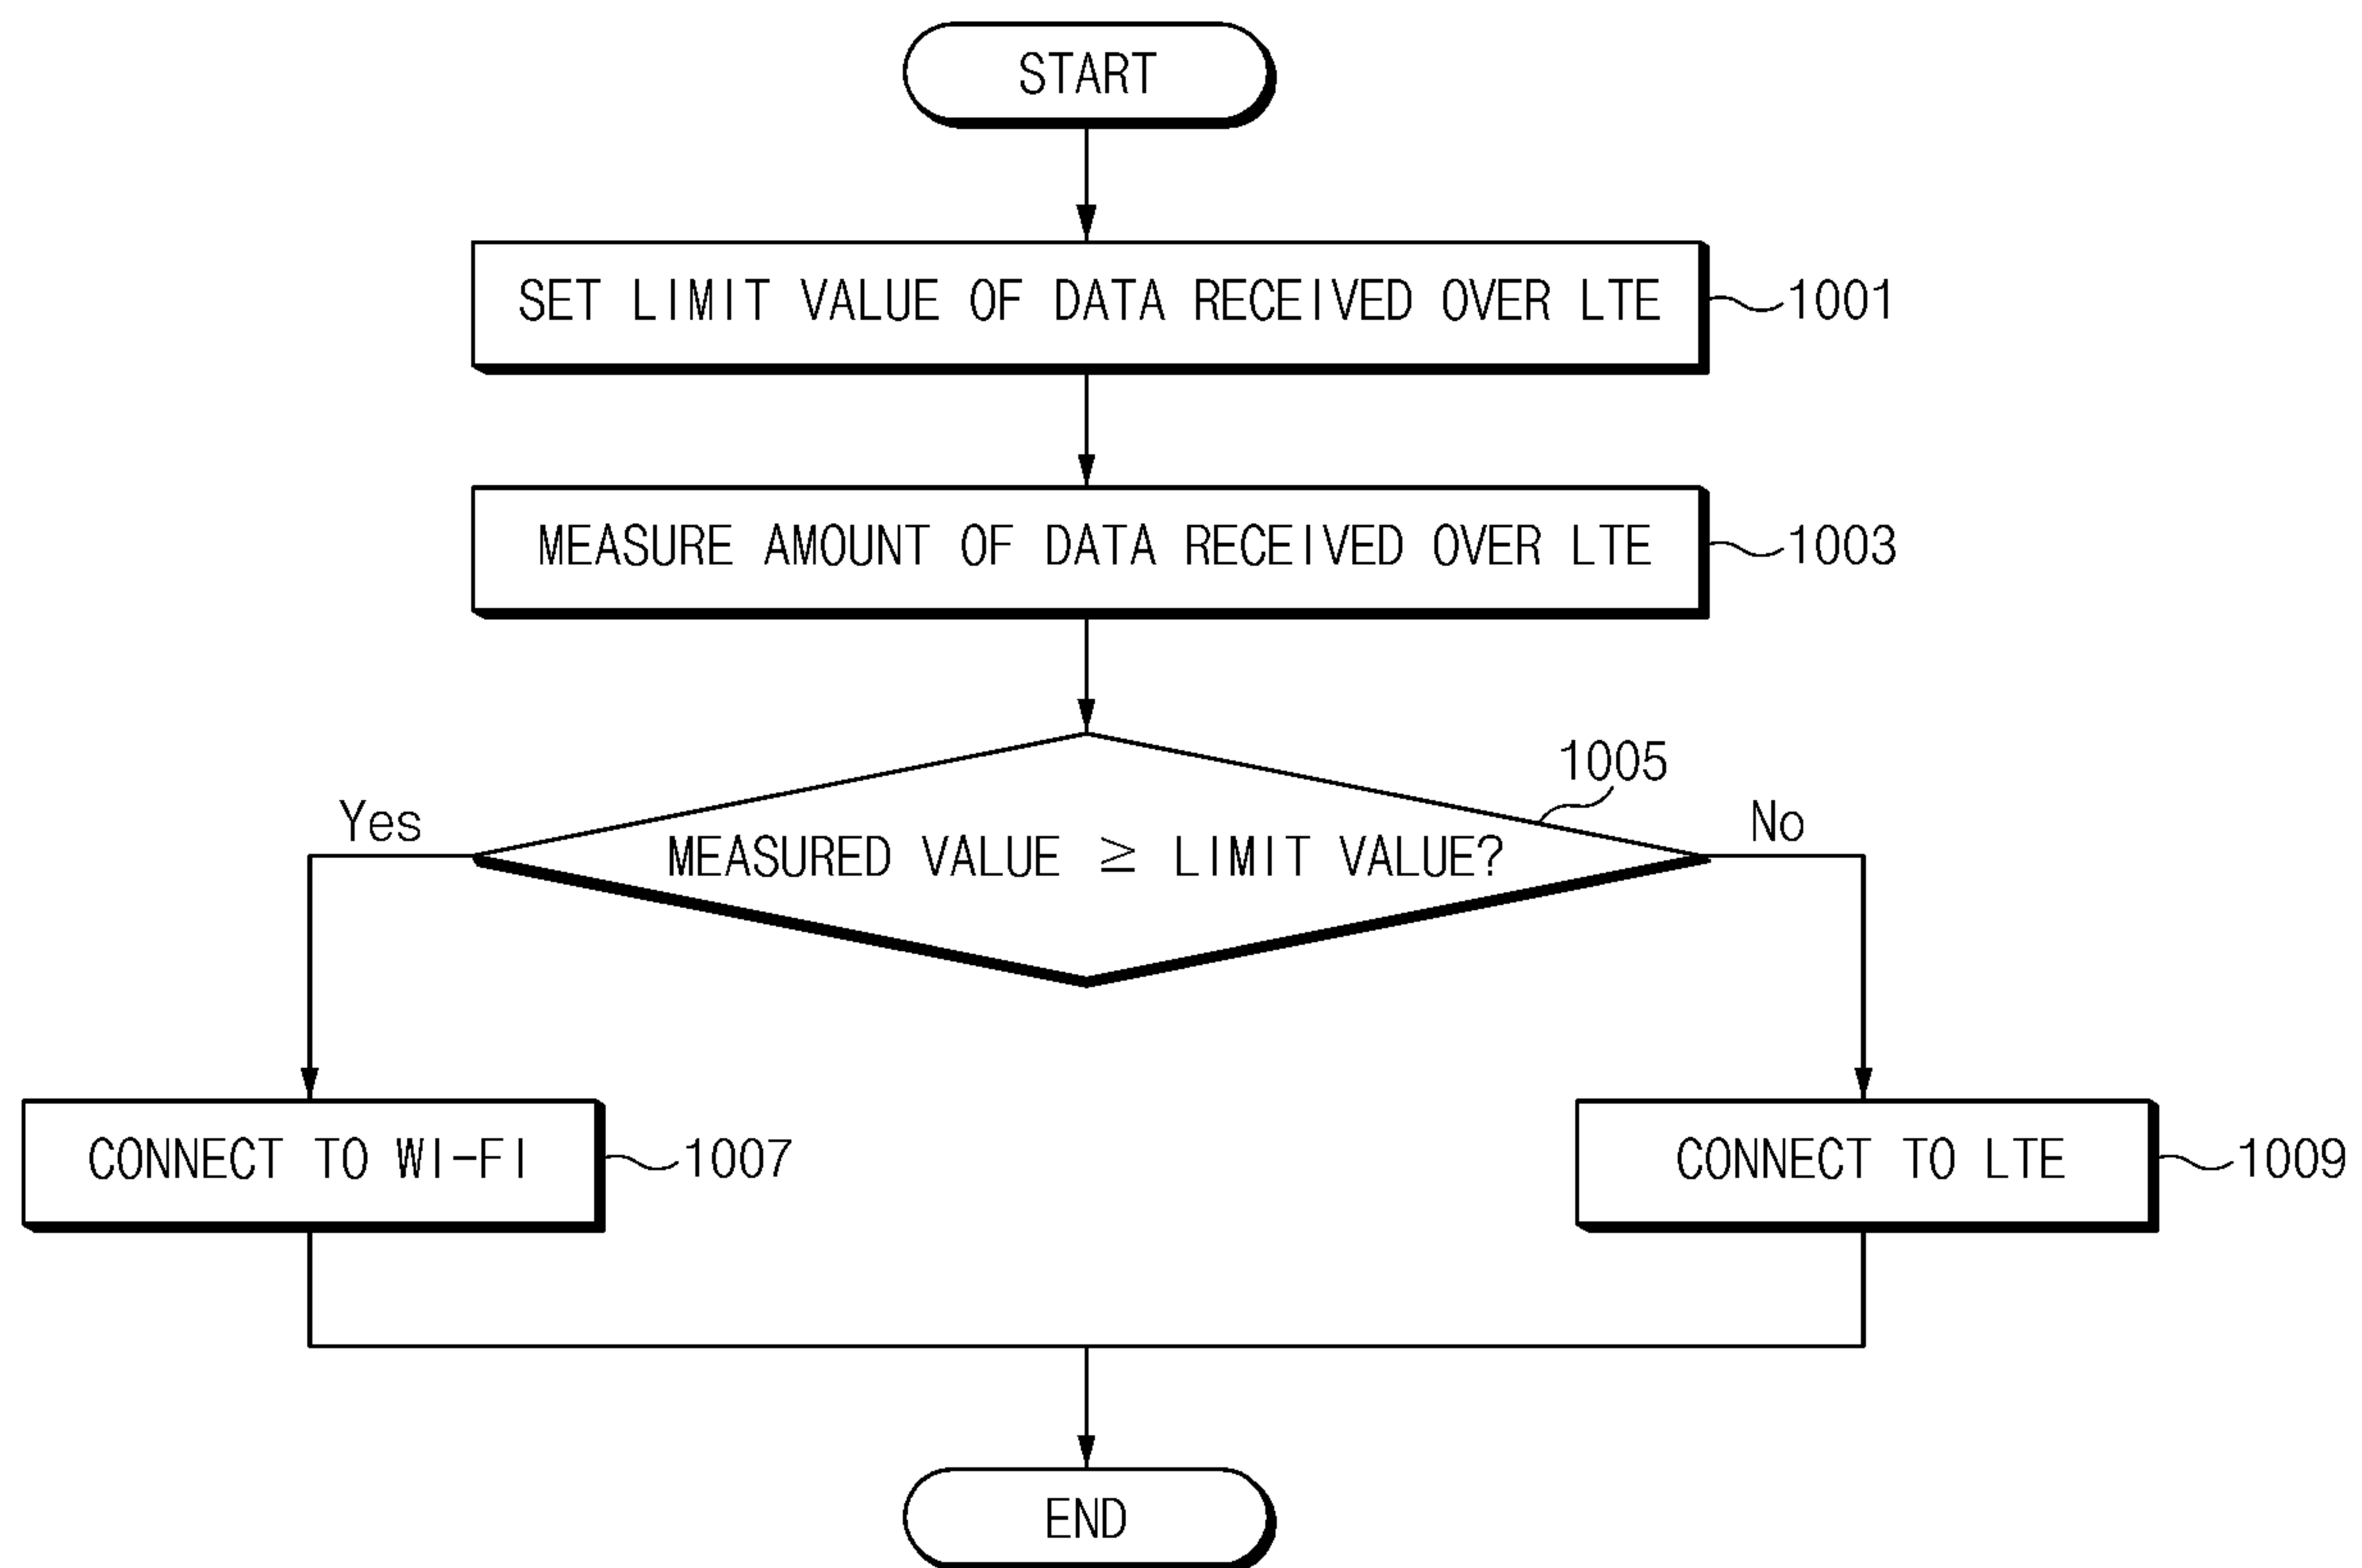 START
SET LIMIT VALUE OF DATA RECEIVED OVER LTE
1001
MEASURE AMOUNT OF DATA RECEIVED OVER LTE
1003
1005
Yes
MEASURED VALUE ≥ LIMIT VALUE?
No
CONNECT TO WI-FI
1007
CONNECT TO LTE
1009
END